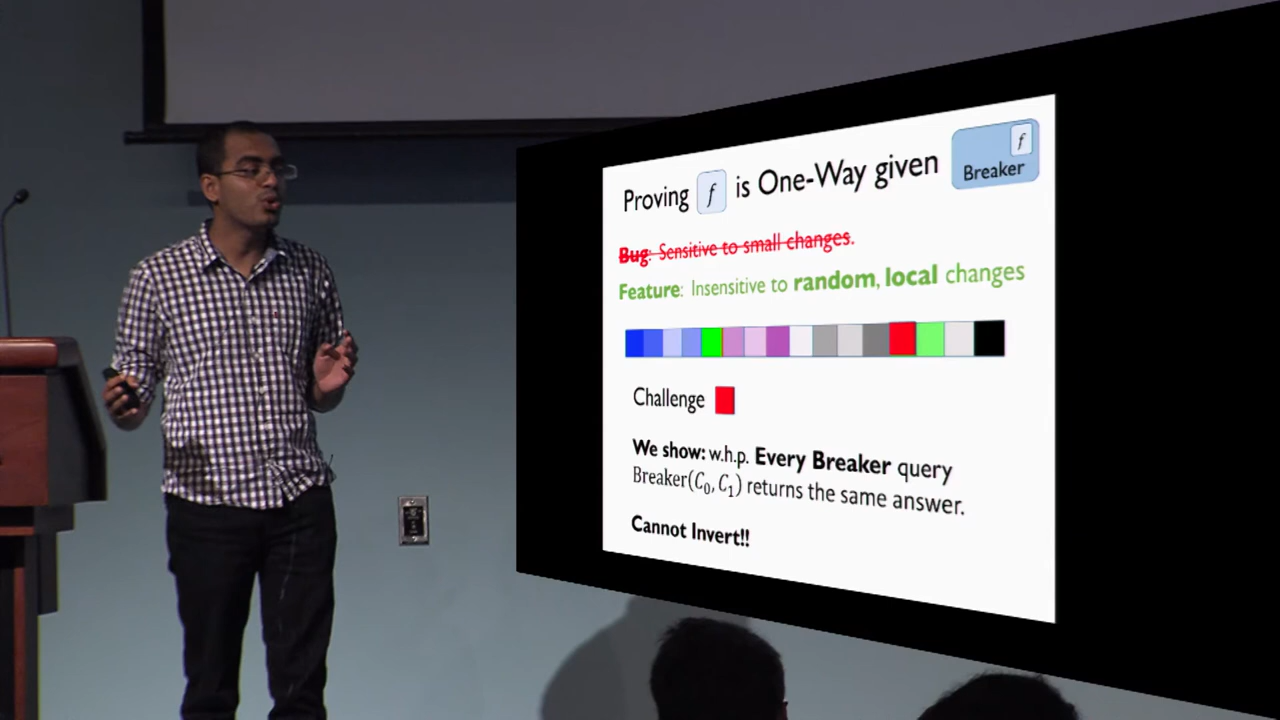 Proving f is One-Way given f Breaker
Bug: Sensitive to small changes.
Feature: Insensitive to random, local changes
Challenge
We show: w.h.p. Every Breaker query
Breaker(C₀, C₁) returns the same answer.
Cannot Invert!!